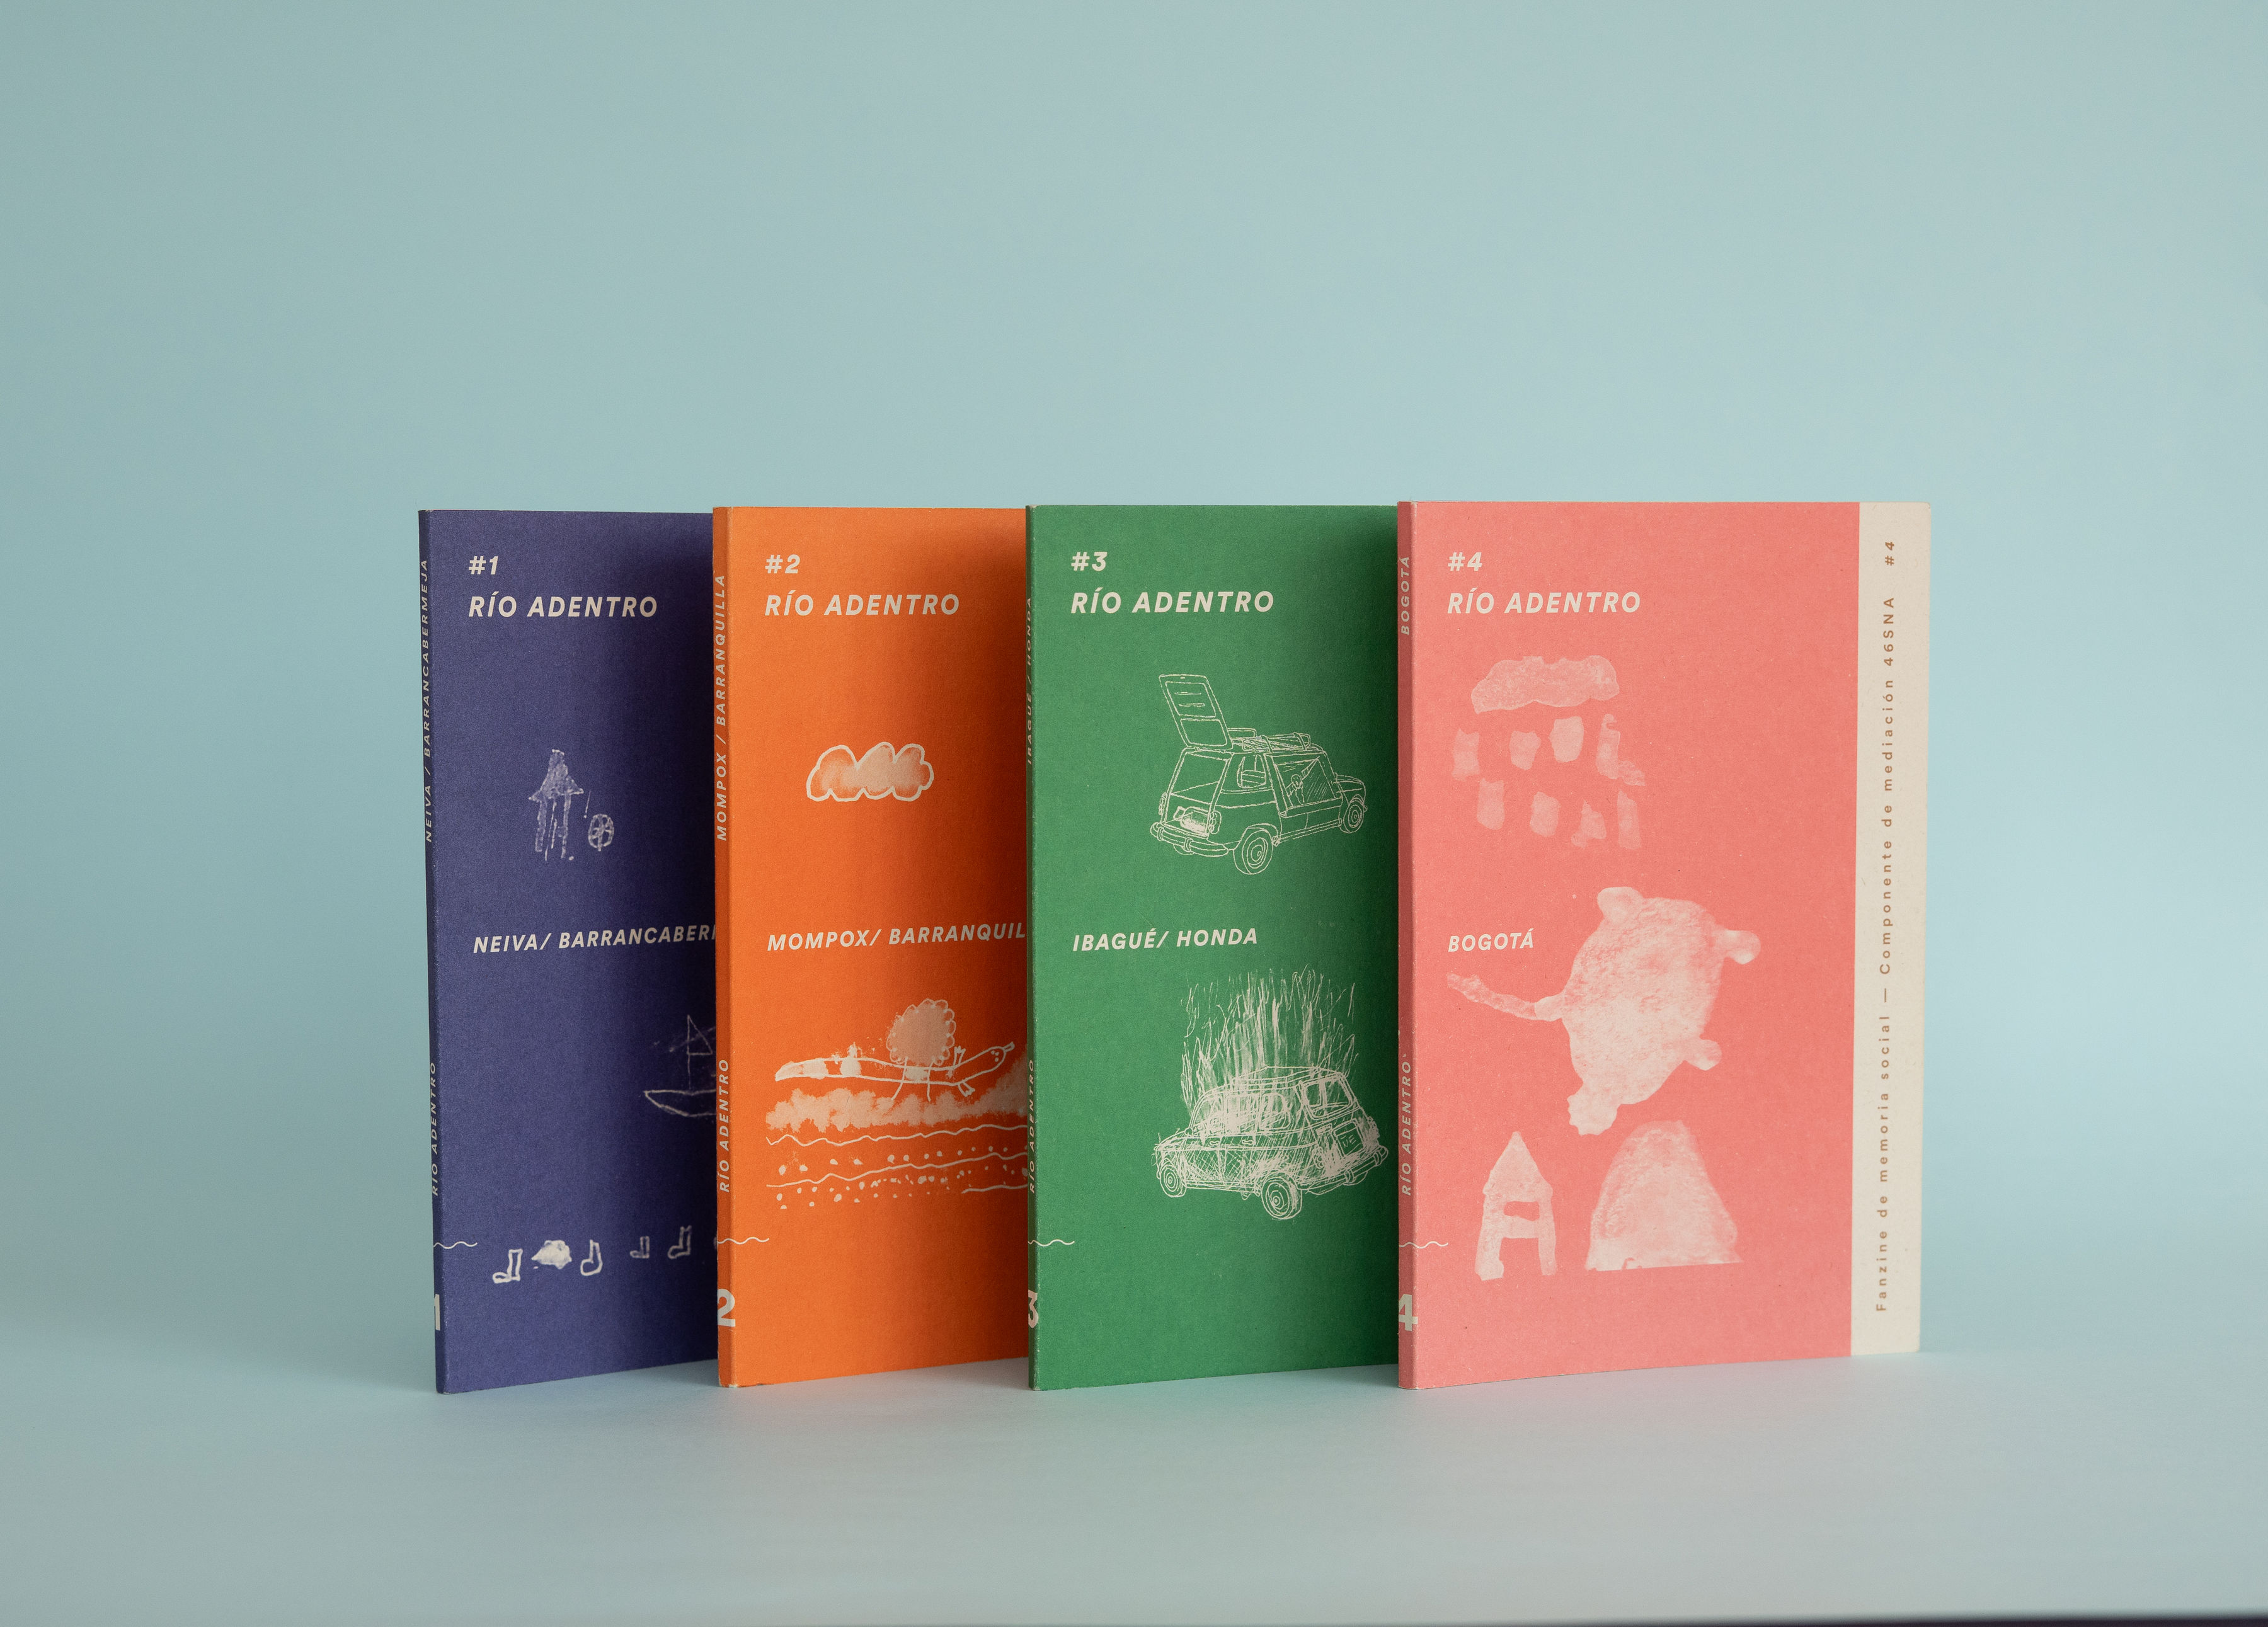 #1
RÍO ADENTRO
NEIVA/ BARRANCABER
NEIVA / BARRANCABERMEJA
RÍO ADENTRO
1
#2
RÍO ADENTRO
MOMPOX/ BARRANQUIL
MOMPOX / BARRANQUILLA
RÍO ADENTRO
2
#3
RÍO ADENTRO
IBAGUÉ/ HONDA
IBAGUÉ / HONDA
RÍO ADENTRO
3
#4
RÍO ADENTRO
BOGOTÁ
BOGOTÁ
RÍO ADENTRO
4
Fanzine de memoria social — Componente de mediación 46SNA #4